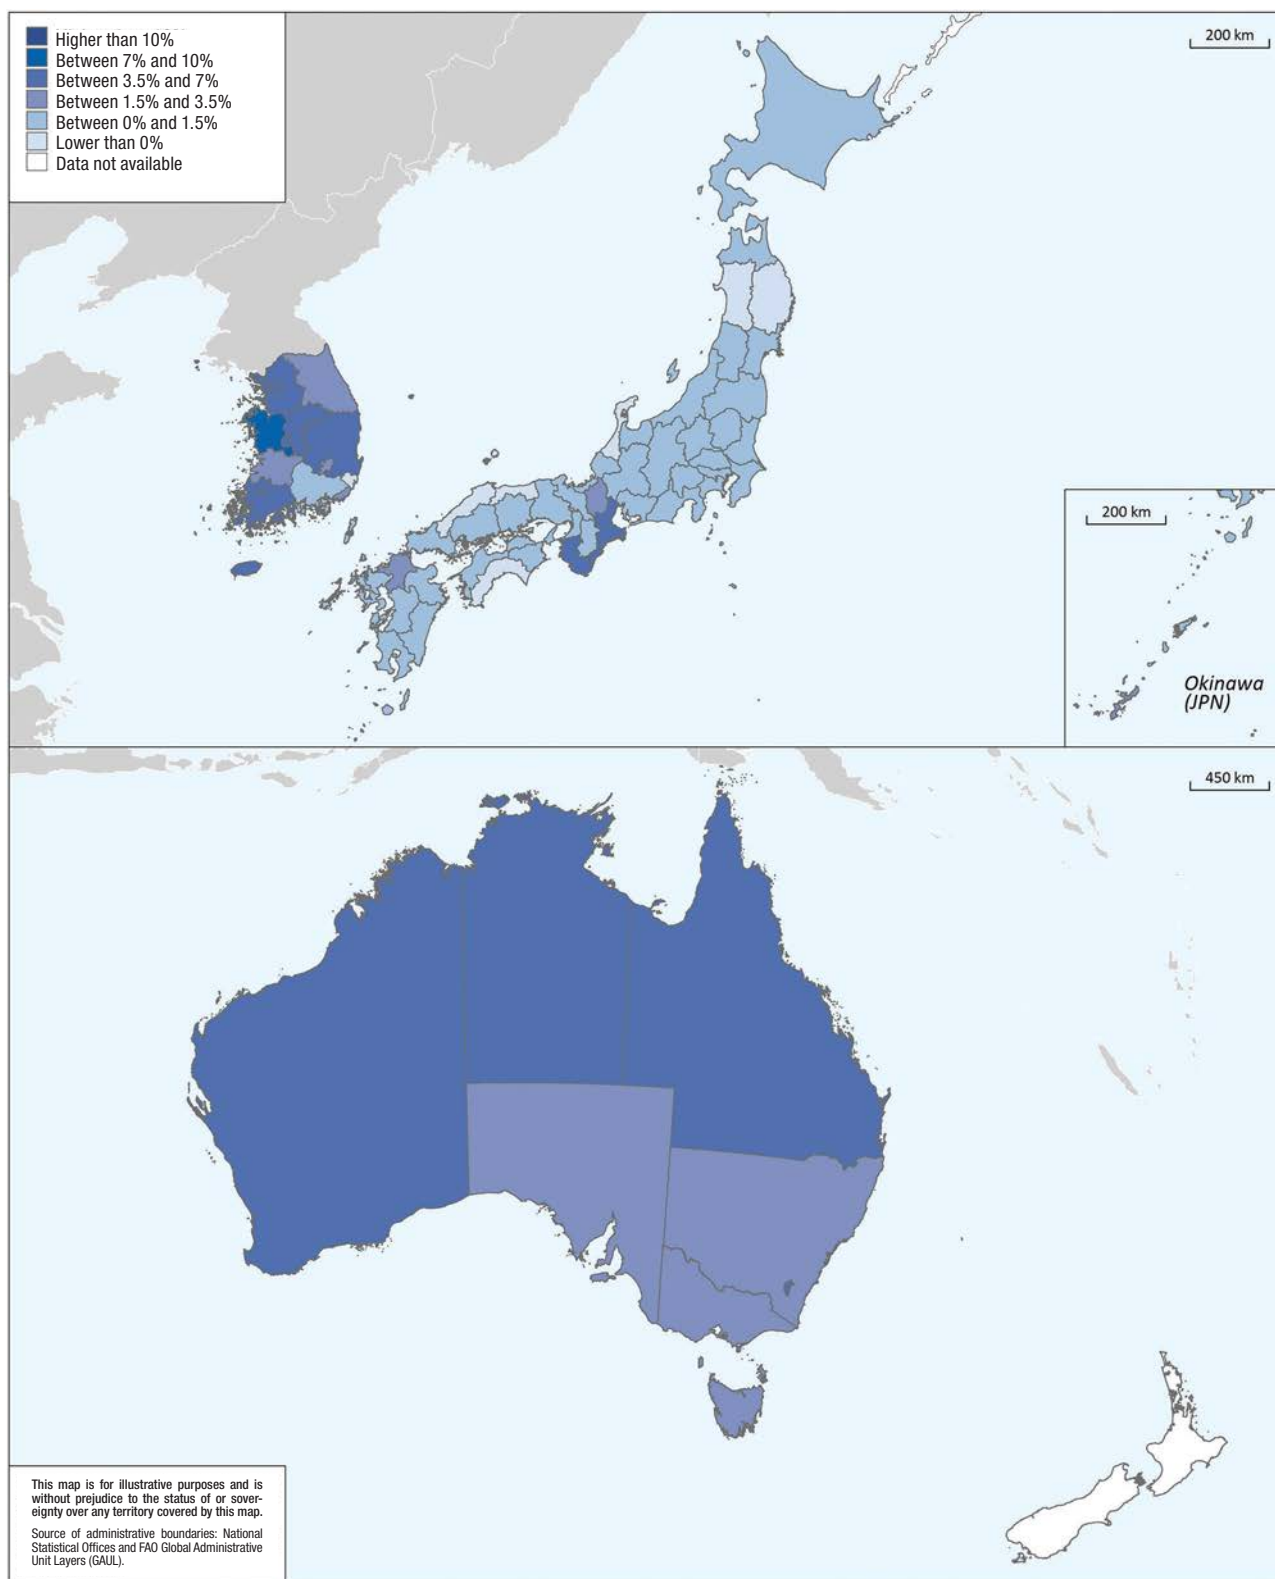 Higher than 10%
Between 7% and 10%
Between 3.5% and 7%
Between 1.5% and 3.5%
Between 0% and 1.5%
Lower than 0%
Data not available
200 km
200 km
Okinawa
(JPN)
450 km
This map is for illustrative purposes and is
without prejudice to the status of or sover-
eignty over any territory covered by this map.
Source of administrative boundaries: National
Statistical Offices and FAO Global Administrative
Unit Layers (GAUL).